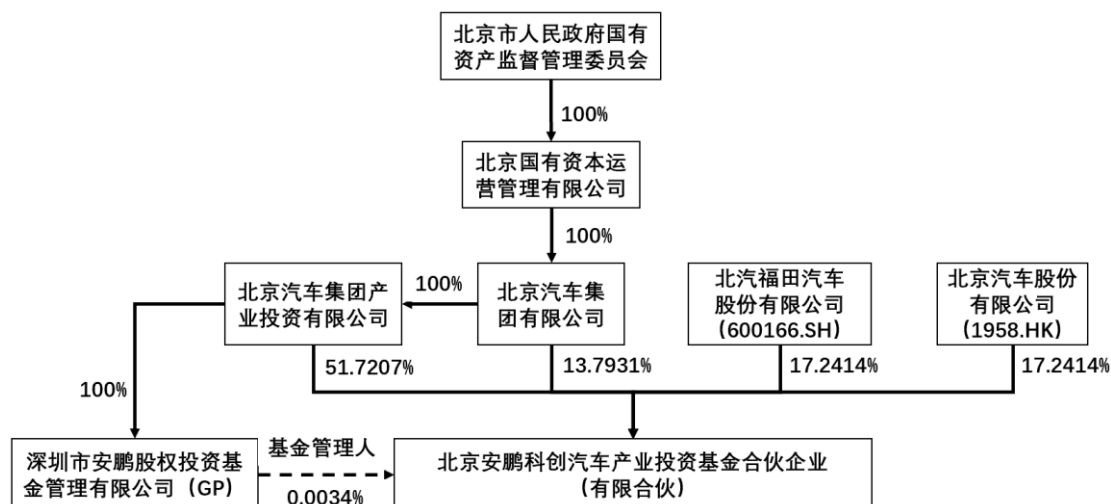 北京市人民政府国有
资产监督管理委员会
100%
北京国有资本运
营管理有限公司
100%
北京汽车集团产
业投资有限公司
100%
北京汽车集
团有限公司
北汽福田汽车
股份有限公司
(600166.SH)
北京汽车股份
有限公司
(1958.HK)
51.7207%
13.7931%
17.2414%
17.2414%
100%
深圳市安鹏股权投资基
金管理有限公司（GP）
基金管理人
0.0034%
北京安鹏科创汽车产业投资基金合伙企业
（有限合伙）